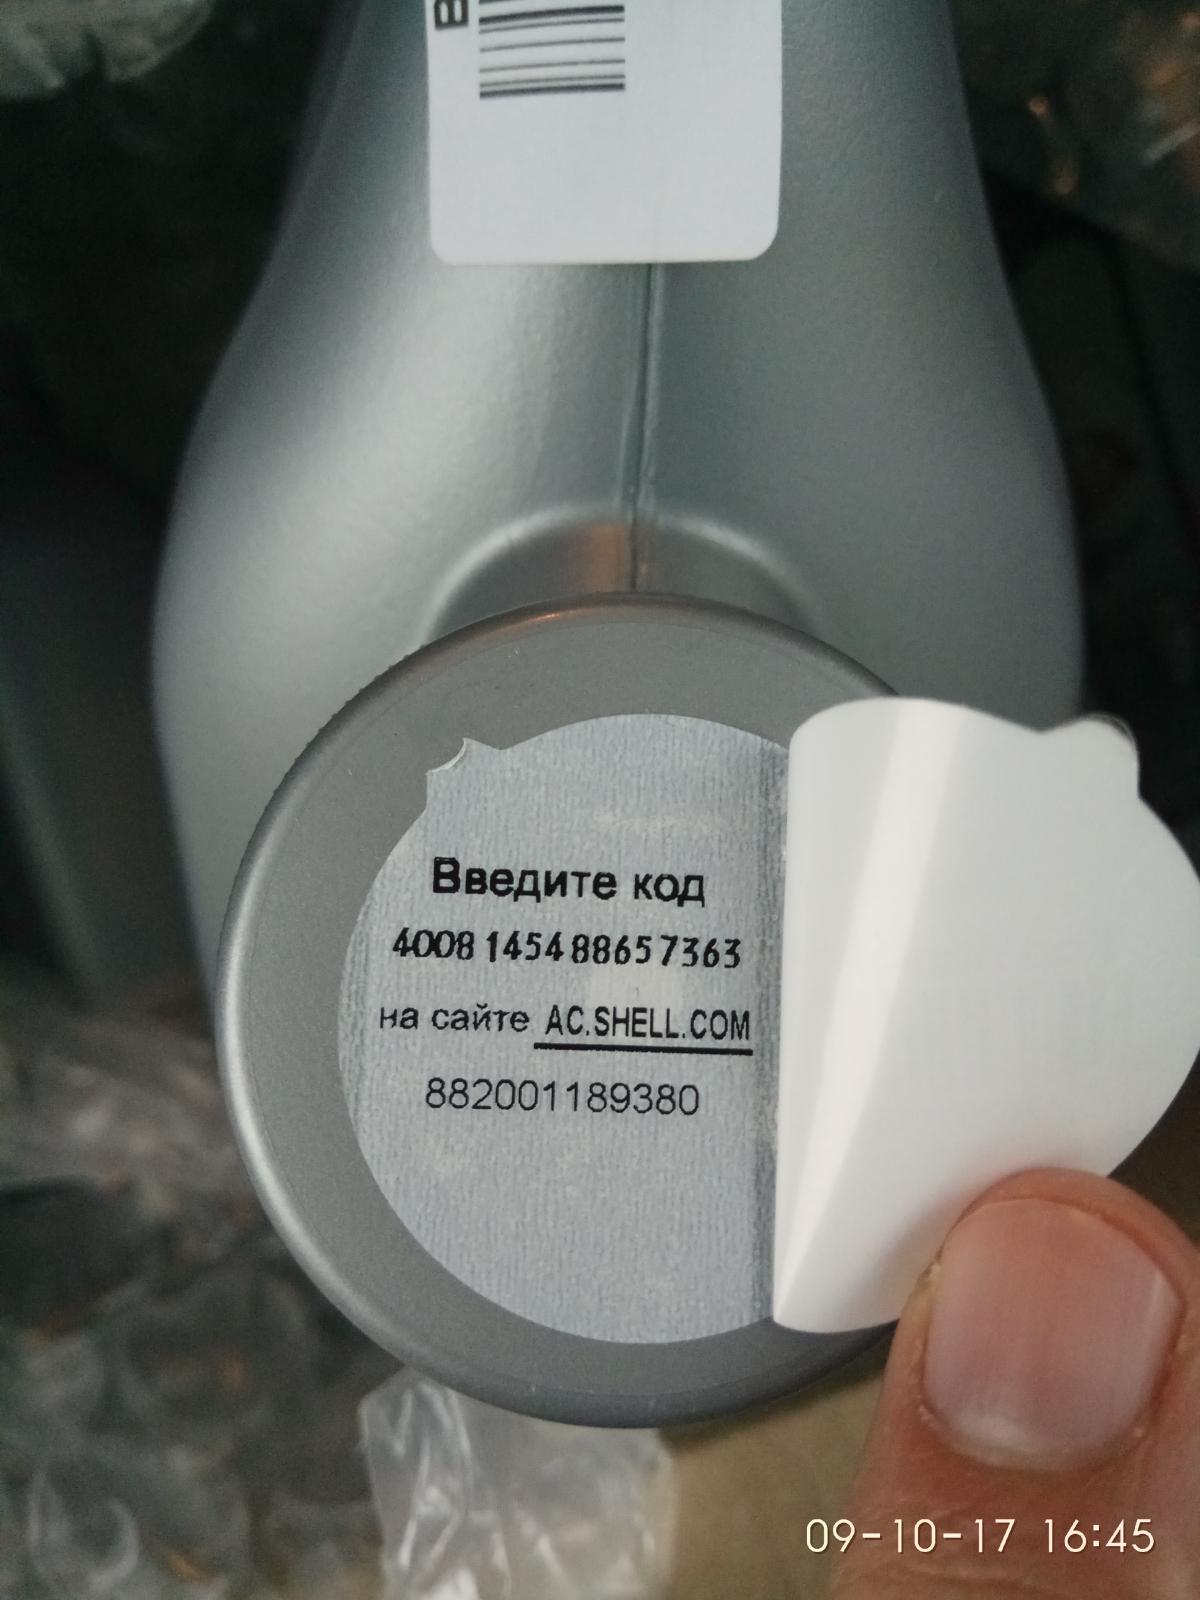 В
Введите код
4008 1454 8865 7363
на сайте AC.SHELL.COM
882001189380
09-10-17 16:45